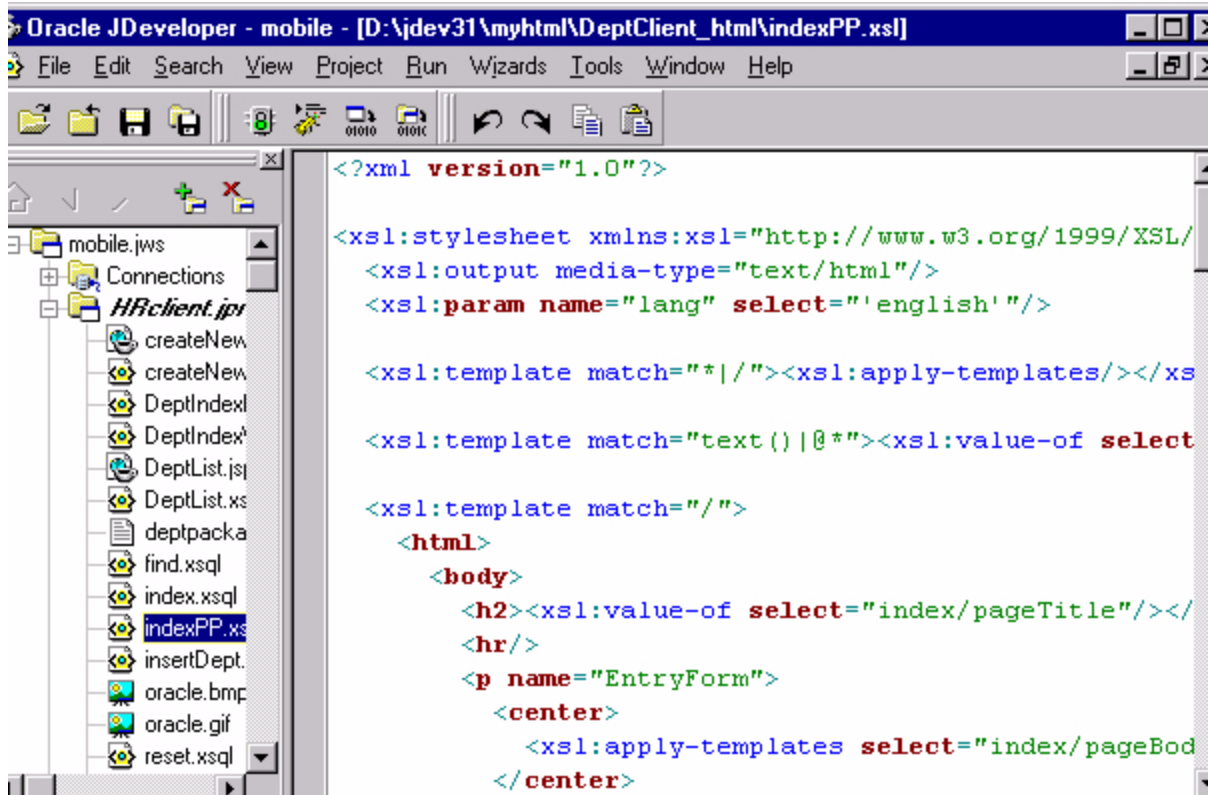 Oracle JDeveloper - mobile - [D:\jdev31\myhtml\DeptClient_html\indexPP.xsl]
File Edit Search View Project Run Wizards Tools Window Help
01010 0101C
mobile.jws
Connections
HRclient.jpr
createNew
createNew
DeptIndexI
DeptIndex
DeptList.jsp
DeptList.xs
deptpacka
find.xsql
index.xsql
indexPP.xs
insertDept.
oracle.bmp
oracle.gif
reset.xsql
<?xml version="1.0"?>
<xsl:stylesheet xmlns:xsl="http://www.w3.org/1999/XSL/
<xsl:output media-type="text/html"/>
<xsl:param name="lang" select="'english'"/>
<xsl:template match="*|/"><xsl:apply-templates/></xs
<xsl:template match="text()|@*"><xsl:value-of select
<xsl:template match="/">
<html>
<body>
<h2><xsl:value-of select="index/pageTitle"/></
<hr/>
<p name="EntryForm">
<center>
<xsl:apply-templates select="index/pageBod
</center>